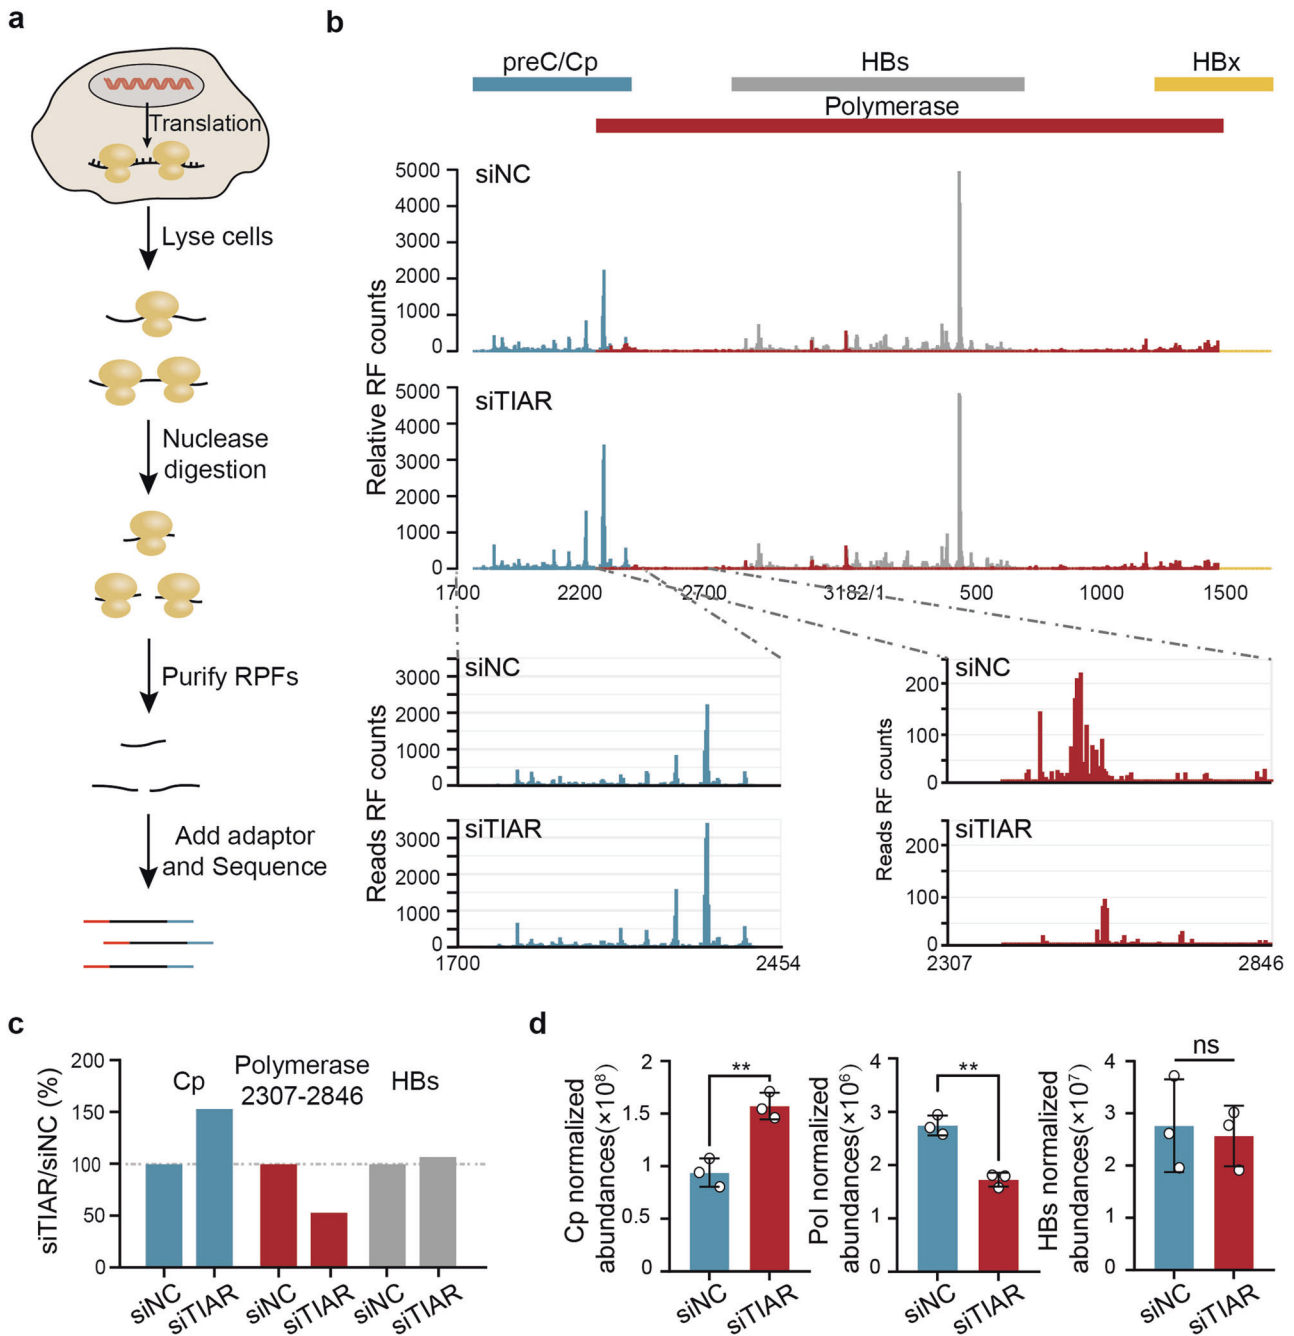 a
Translation
Lyse cells
Nuclease
digestion
Purify RPFs
Add adaptor
and Sequence
b
preC/Cp
HBs
HBx
Polymerase
Relative RF counts
siNC
5000
4000
3000
2000
1000
0
siTIAR
5000
4000
3000
2000
1000
0
1700 2200 2700 3182/1 500 1000 1500
Reads RF counts
siNC
3000
2000
1000
0
siTIAR
3000
2000
1000
0
1700 2454
Reads RF counts
siNC
200
100
0
siTIAR
200
100
0
2307 2846
c
siTIAR/siNC (%)
200
150
100
50
0
Cp
Polymerase
2307-2846
HBs
siNC siTIAR siNC siTIAR siNC siTIAR
d
Cp normalized
abundances(×10⁸)
2
1.5
1
0.5
0
**
siNC siTIAR
Pol normalized
abundances(×10⁶)
4
3
2
1
0
**
siNC siTIAR
HBs normalized
abundances(×10⁷)
4
3
2
1
0
ns
siNC siTIAR